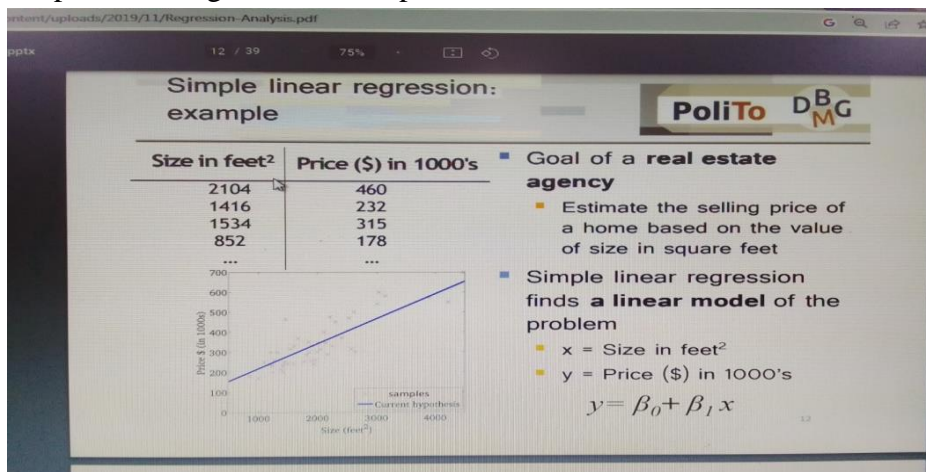 ntent/uploads/2019/11/Regression-Analysis.pdf
pptx
12 / 39
75%
Simple linear regression:
example
PoliTo
DBMG
Size in feet² Price ($) in 1000's
2104 460
1416 232
1534 315
852 178
... ...
Goal of a real estate
agency
Estimate the selling price of
a home based on the value
of size in square feet
Simple linear regression
finds a linear model of the
problem
x = Size in feet²
y = Price ($) in 1000's
y= β₀+ β₁ x
700
600
500
400
300
200
100
0
Price $ (in 1000s)
samples
Current hypothesis
1000 2000 3000 4000
Size (feet²)